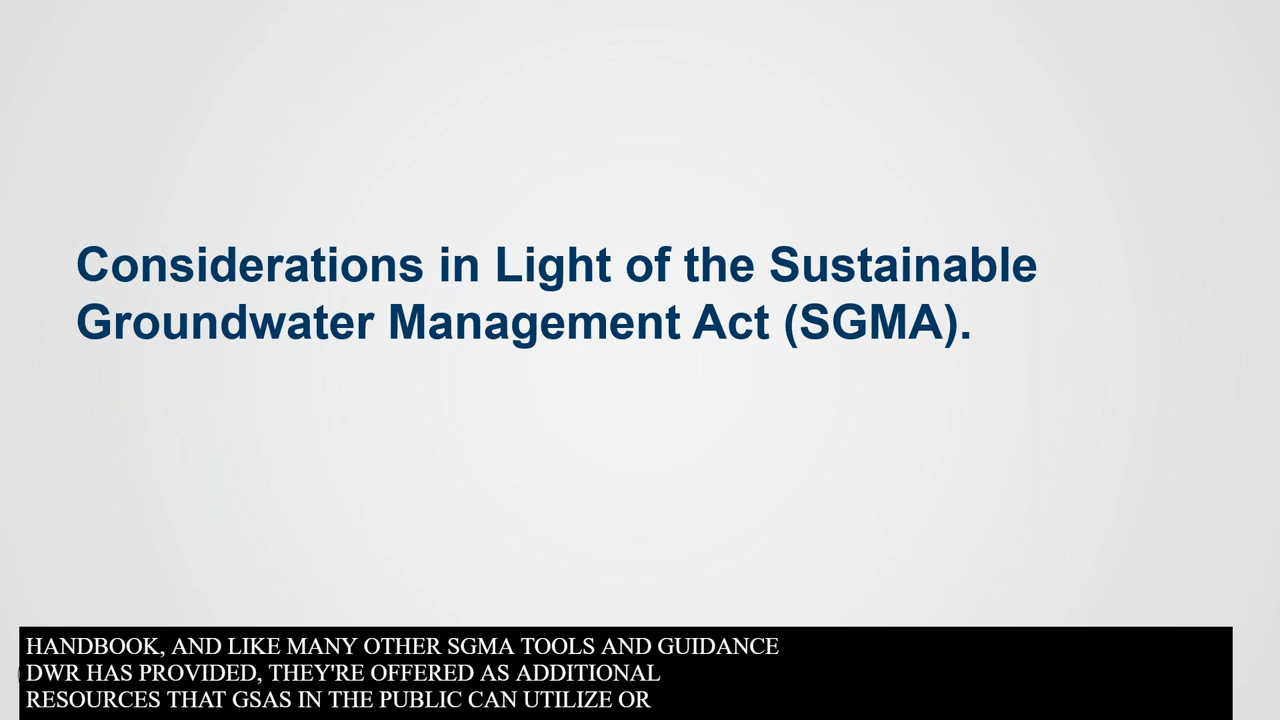 Considerations in Light of the Sustainable
Groundwater Management Act (SGMA).
HANDBOOK, AND LIKE MANY OTHER SGMA TOOLS AND GUIDANCE
DWR HAS PROVIDED, THEY'RE OFFERED AS ADDITIONAL
RESOURCES THAT GSAS IN THE PUBLIC CAN UTILIZE OR